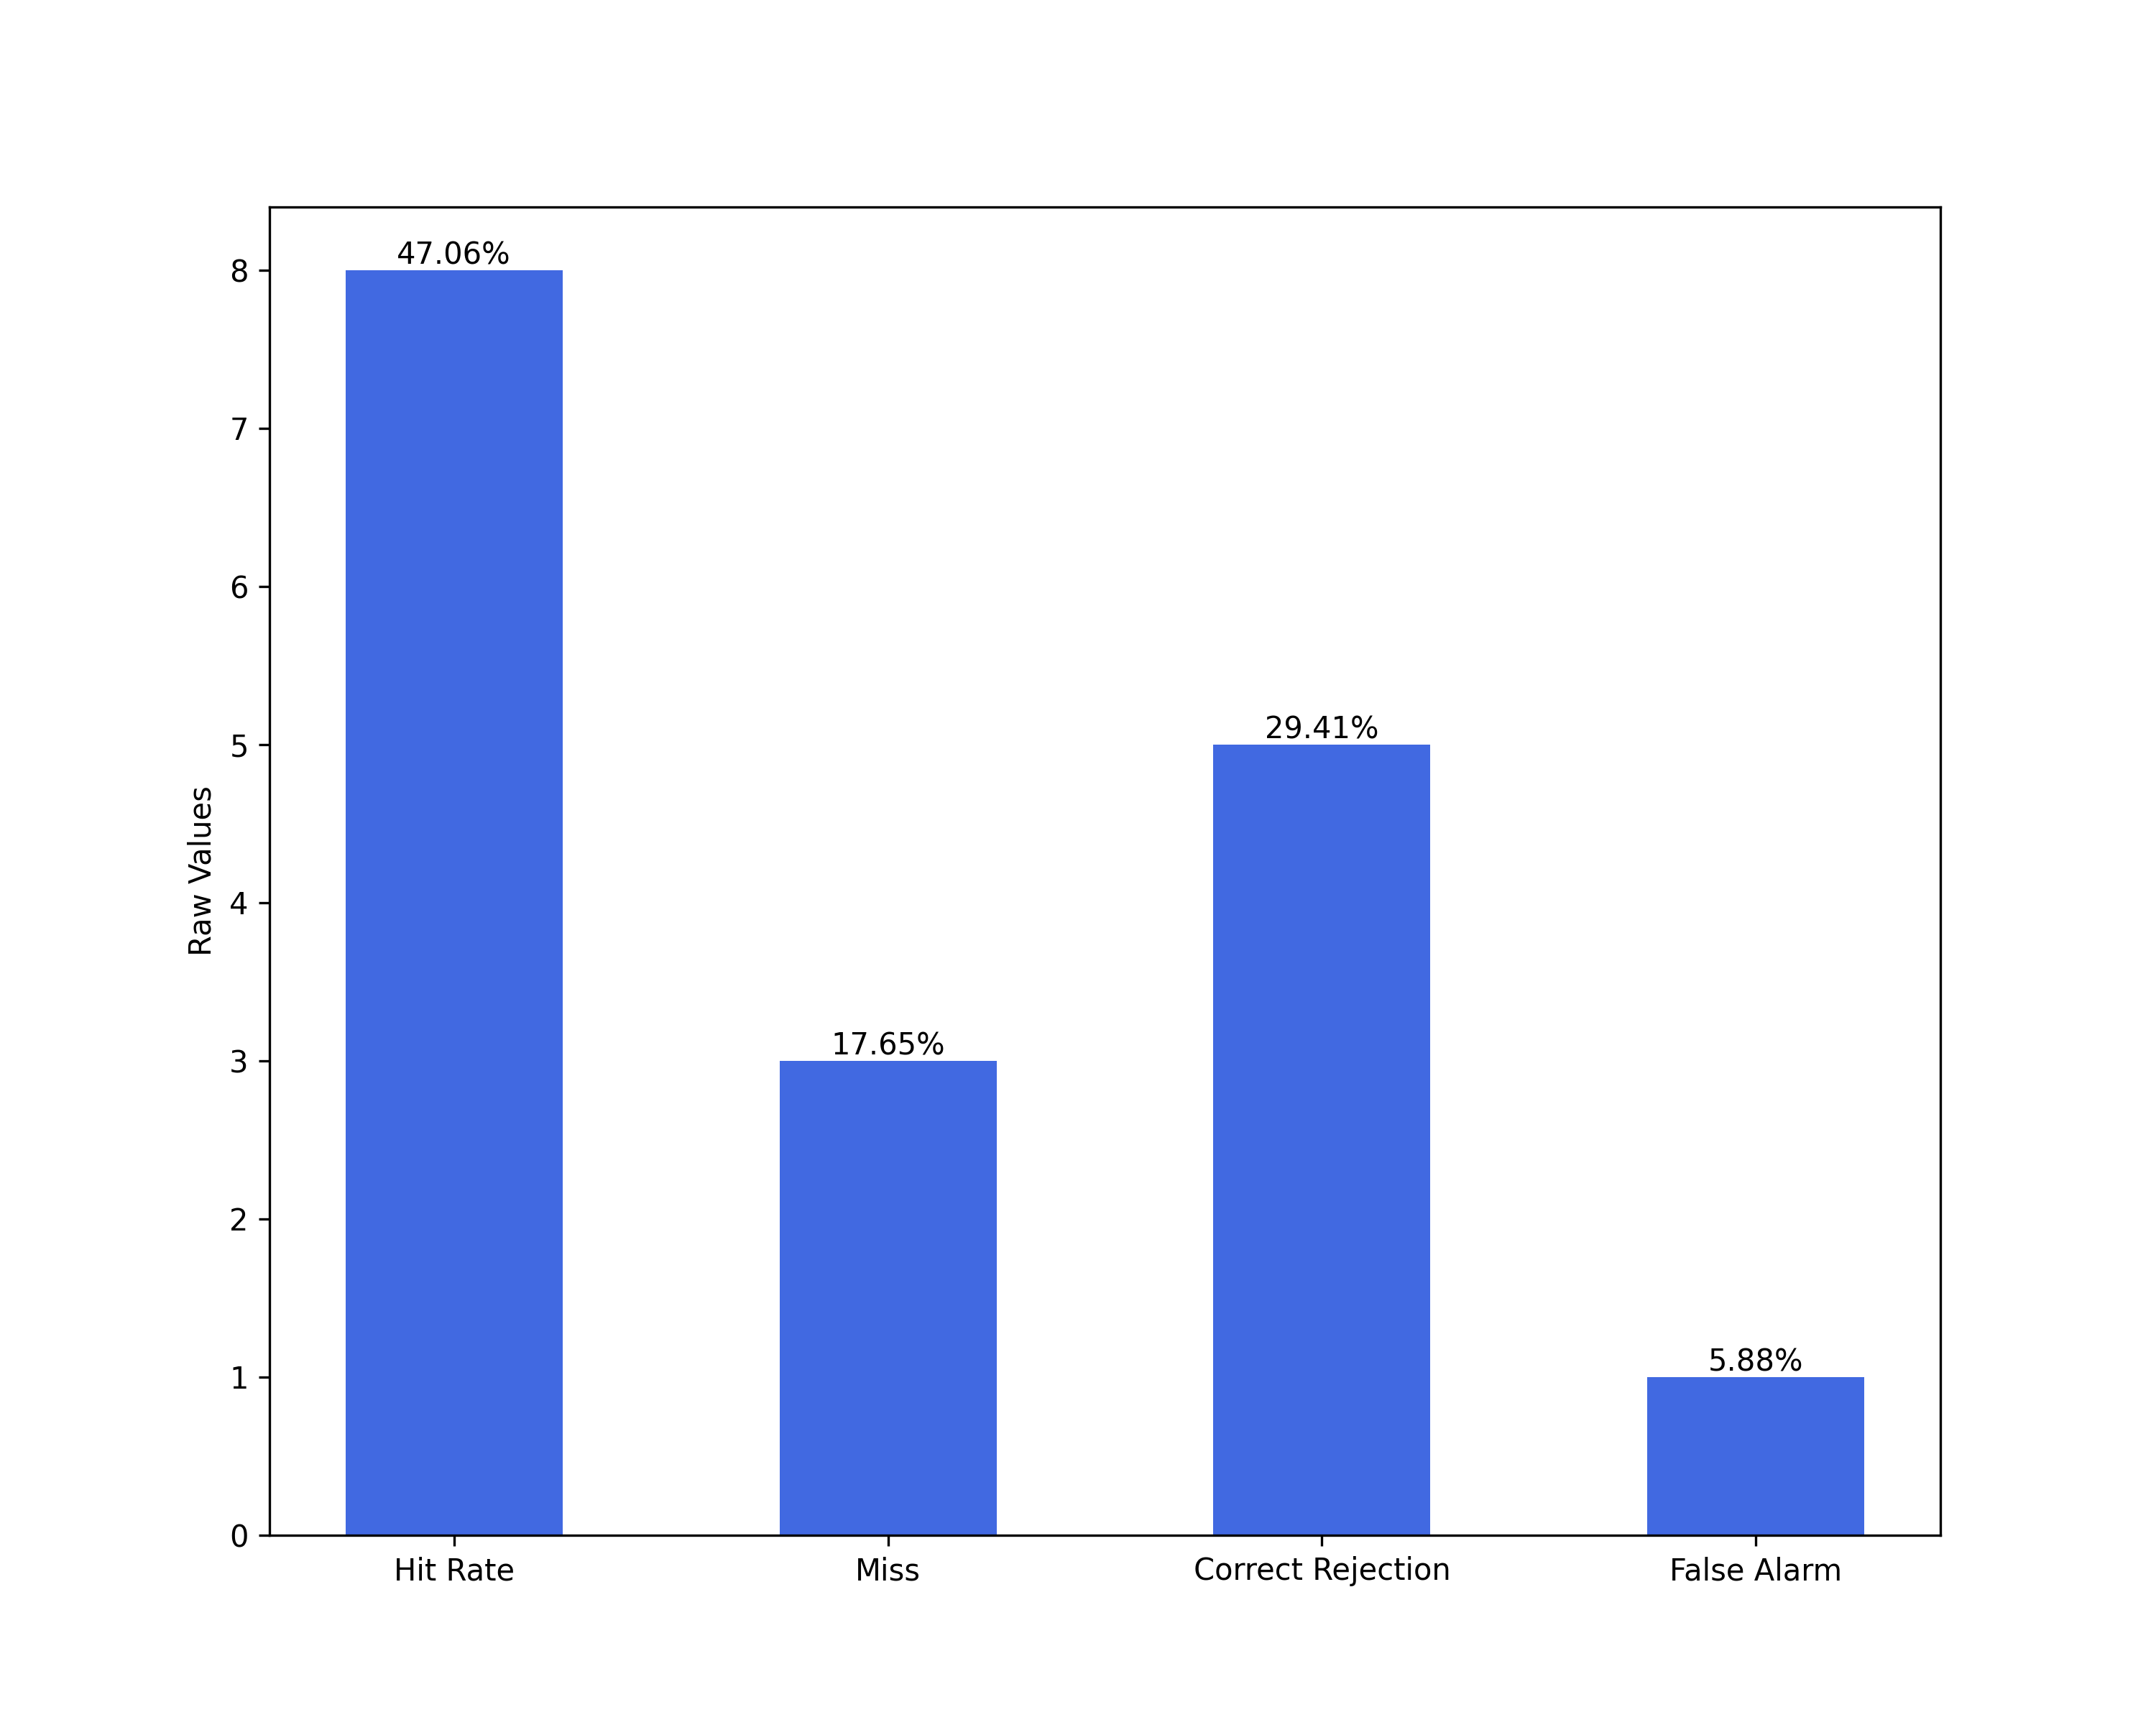 47.06%
8
7
6
29.41%
5
Raw Values
4
17.65%
3
2
5.88%
1
0
Hit Rate
Miss
Correct Rejection
False Alarm